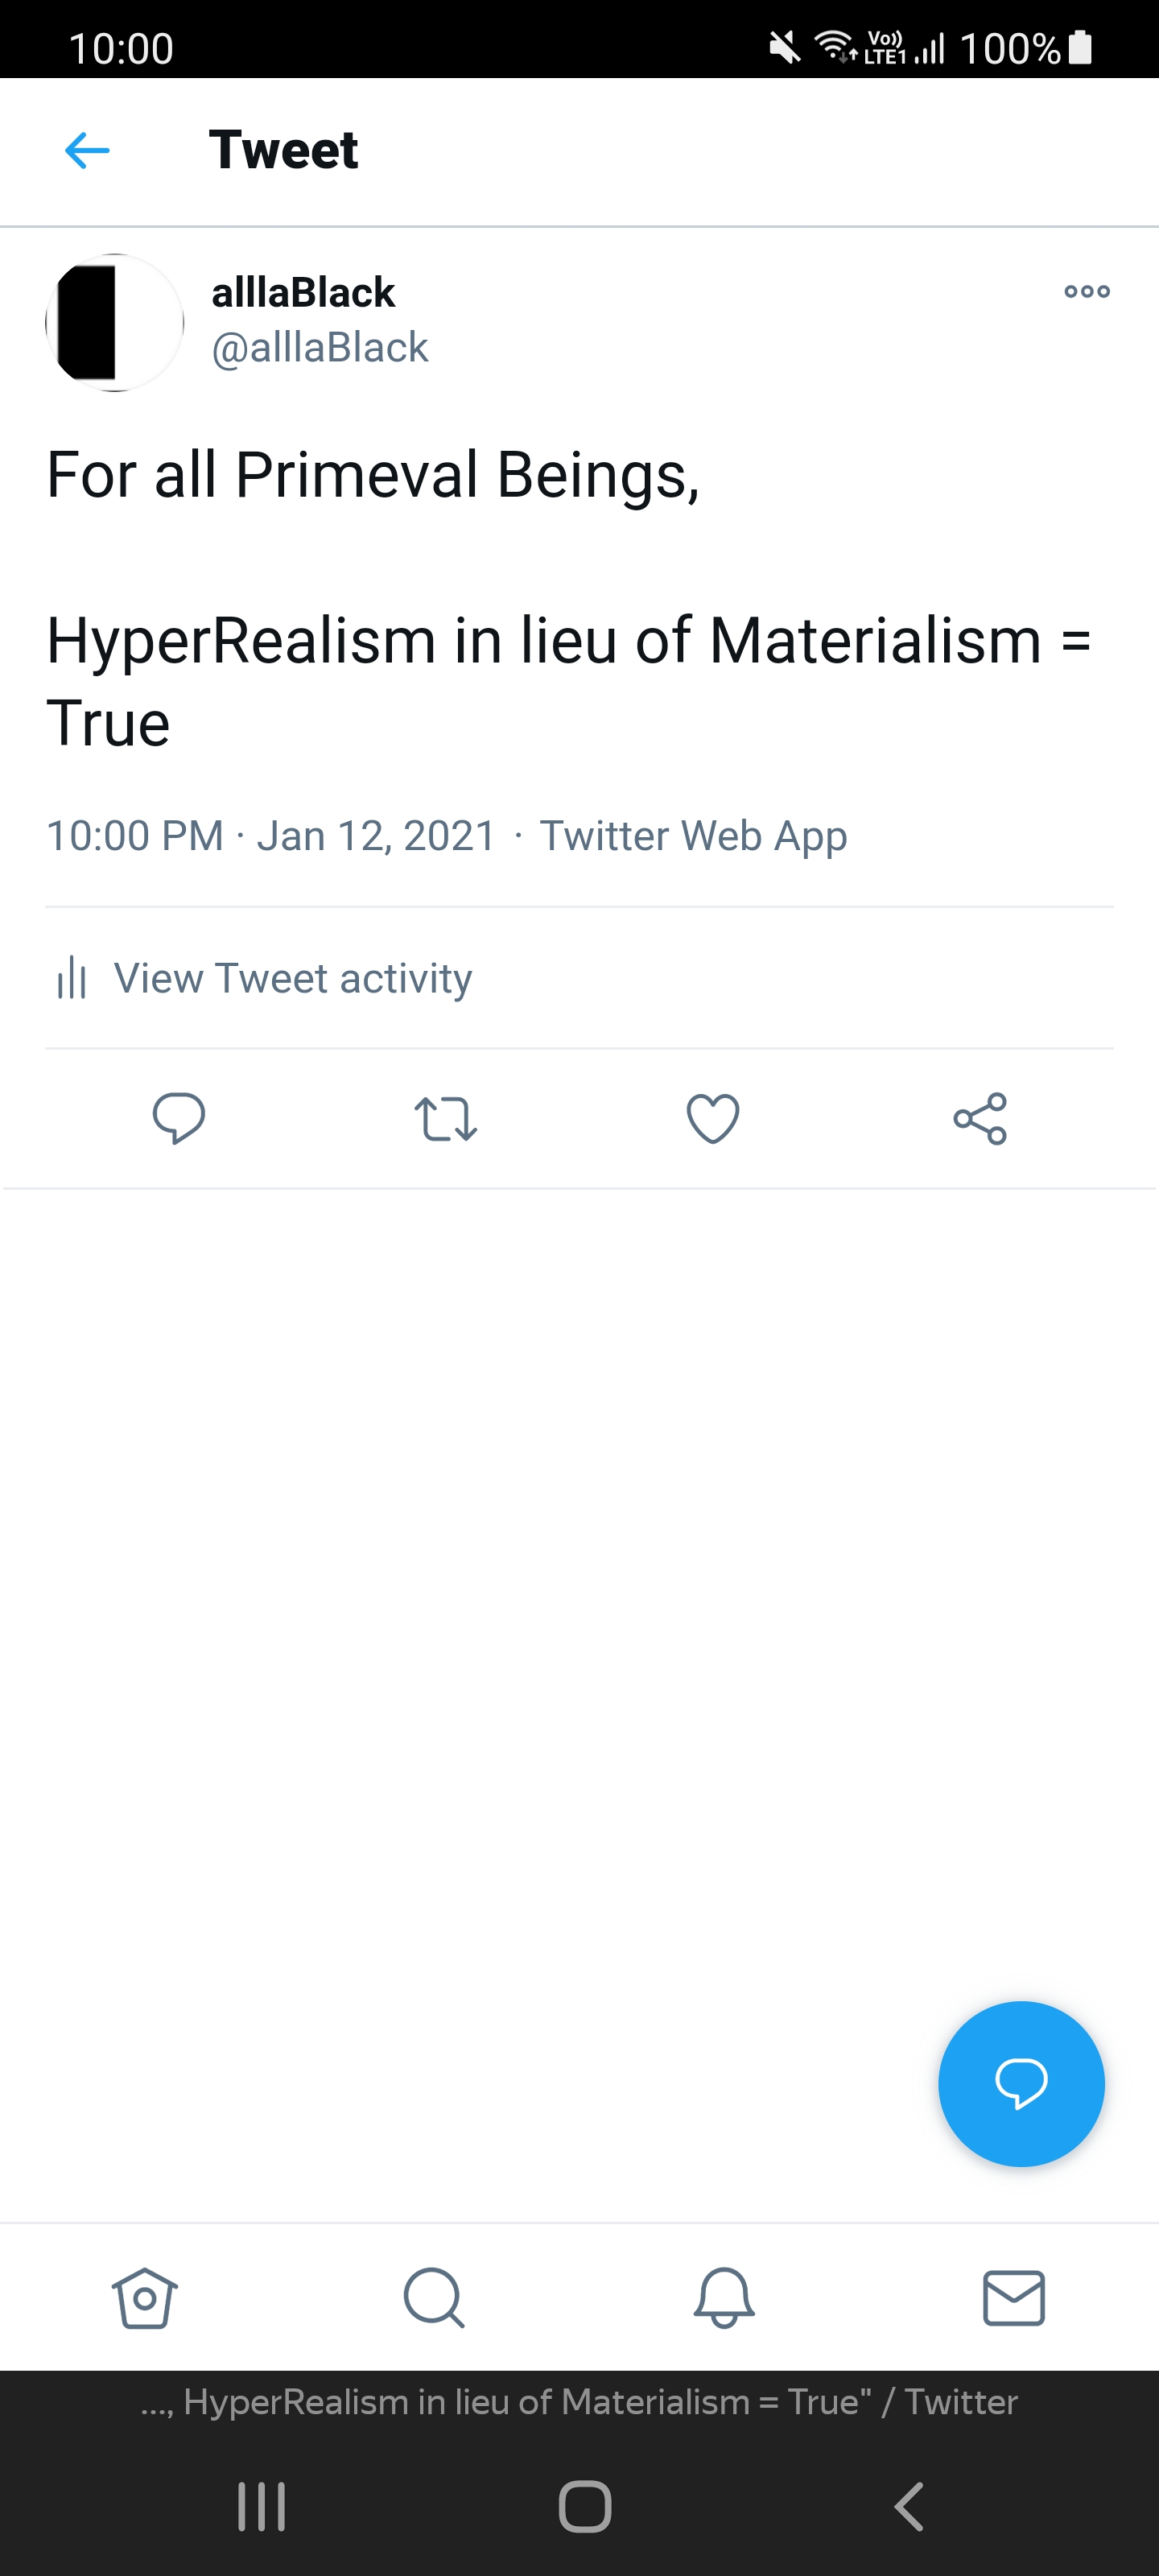 10:00 Vo)) LTE1 100%
Tweet
alllaBlack
@alllaBlack
For all Primeval Beings,
HyperRealism in lieu of Materialism =
True
10:00 PM · Jan 12, 2021 · Twitter Web App
View Tweet activity
..., HyperRealism in lieu of Materialism = True" / Twitter